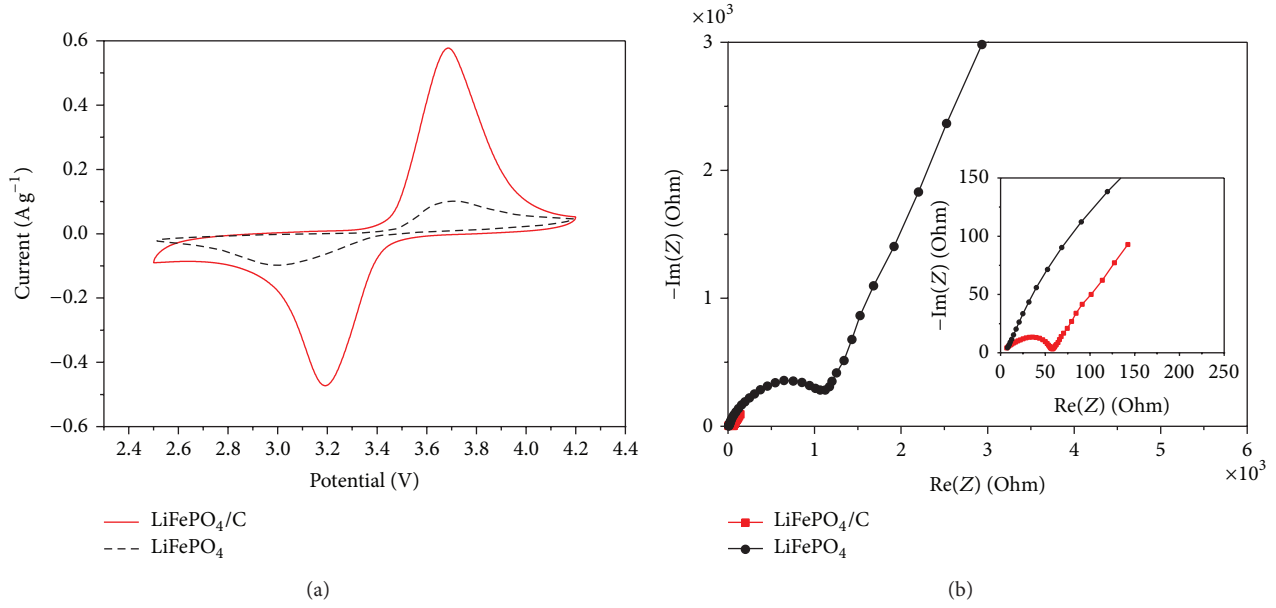 0.6
0.4
0.2
0.0
−0.2
−0.4
−0.6
Current (A g⁻¹)
2.4 2.6 2.8 3.0 3.2 3.4 3.6 3.8 4.0 4.2 4.4
Potential (V)
LiFePO₄/C
LiFePO₄
(a)
×10³
3
2
1
0
−Im(Z) (Ohm)
0 1 2 3 4 5 6
×10³
Re(Z) (Ohm)
150
100
50
0
−Im(Z) (Ohm)
0 50 100 150 200 250
Re(Z) (Ohm)
LiFePO₄/C
LiFePO₄
(b)